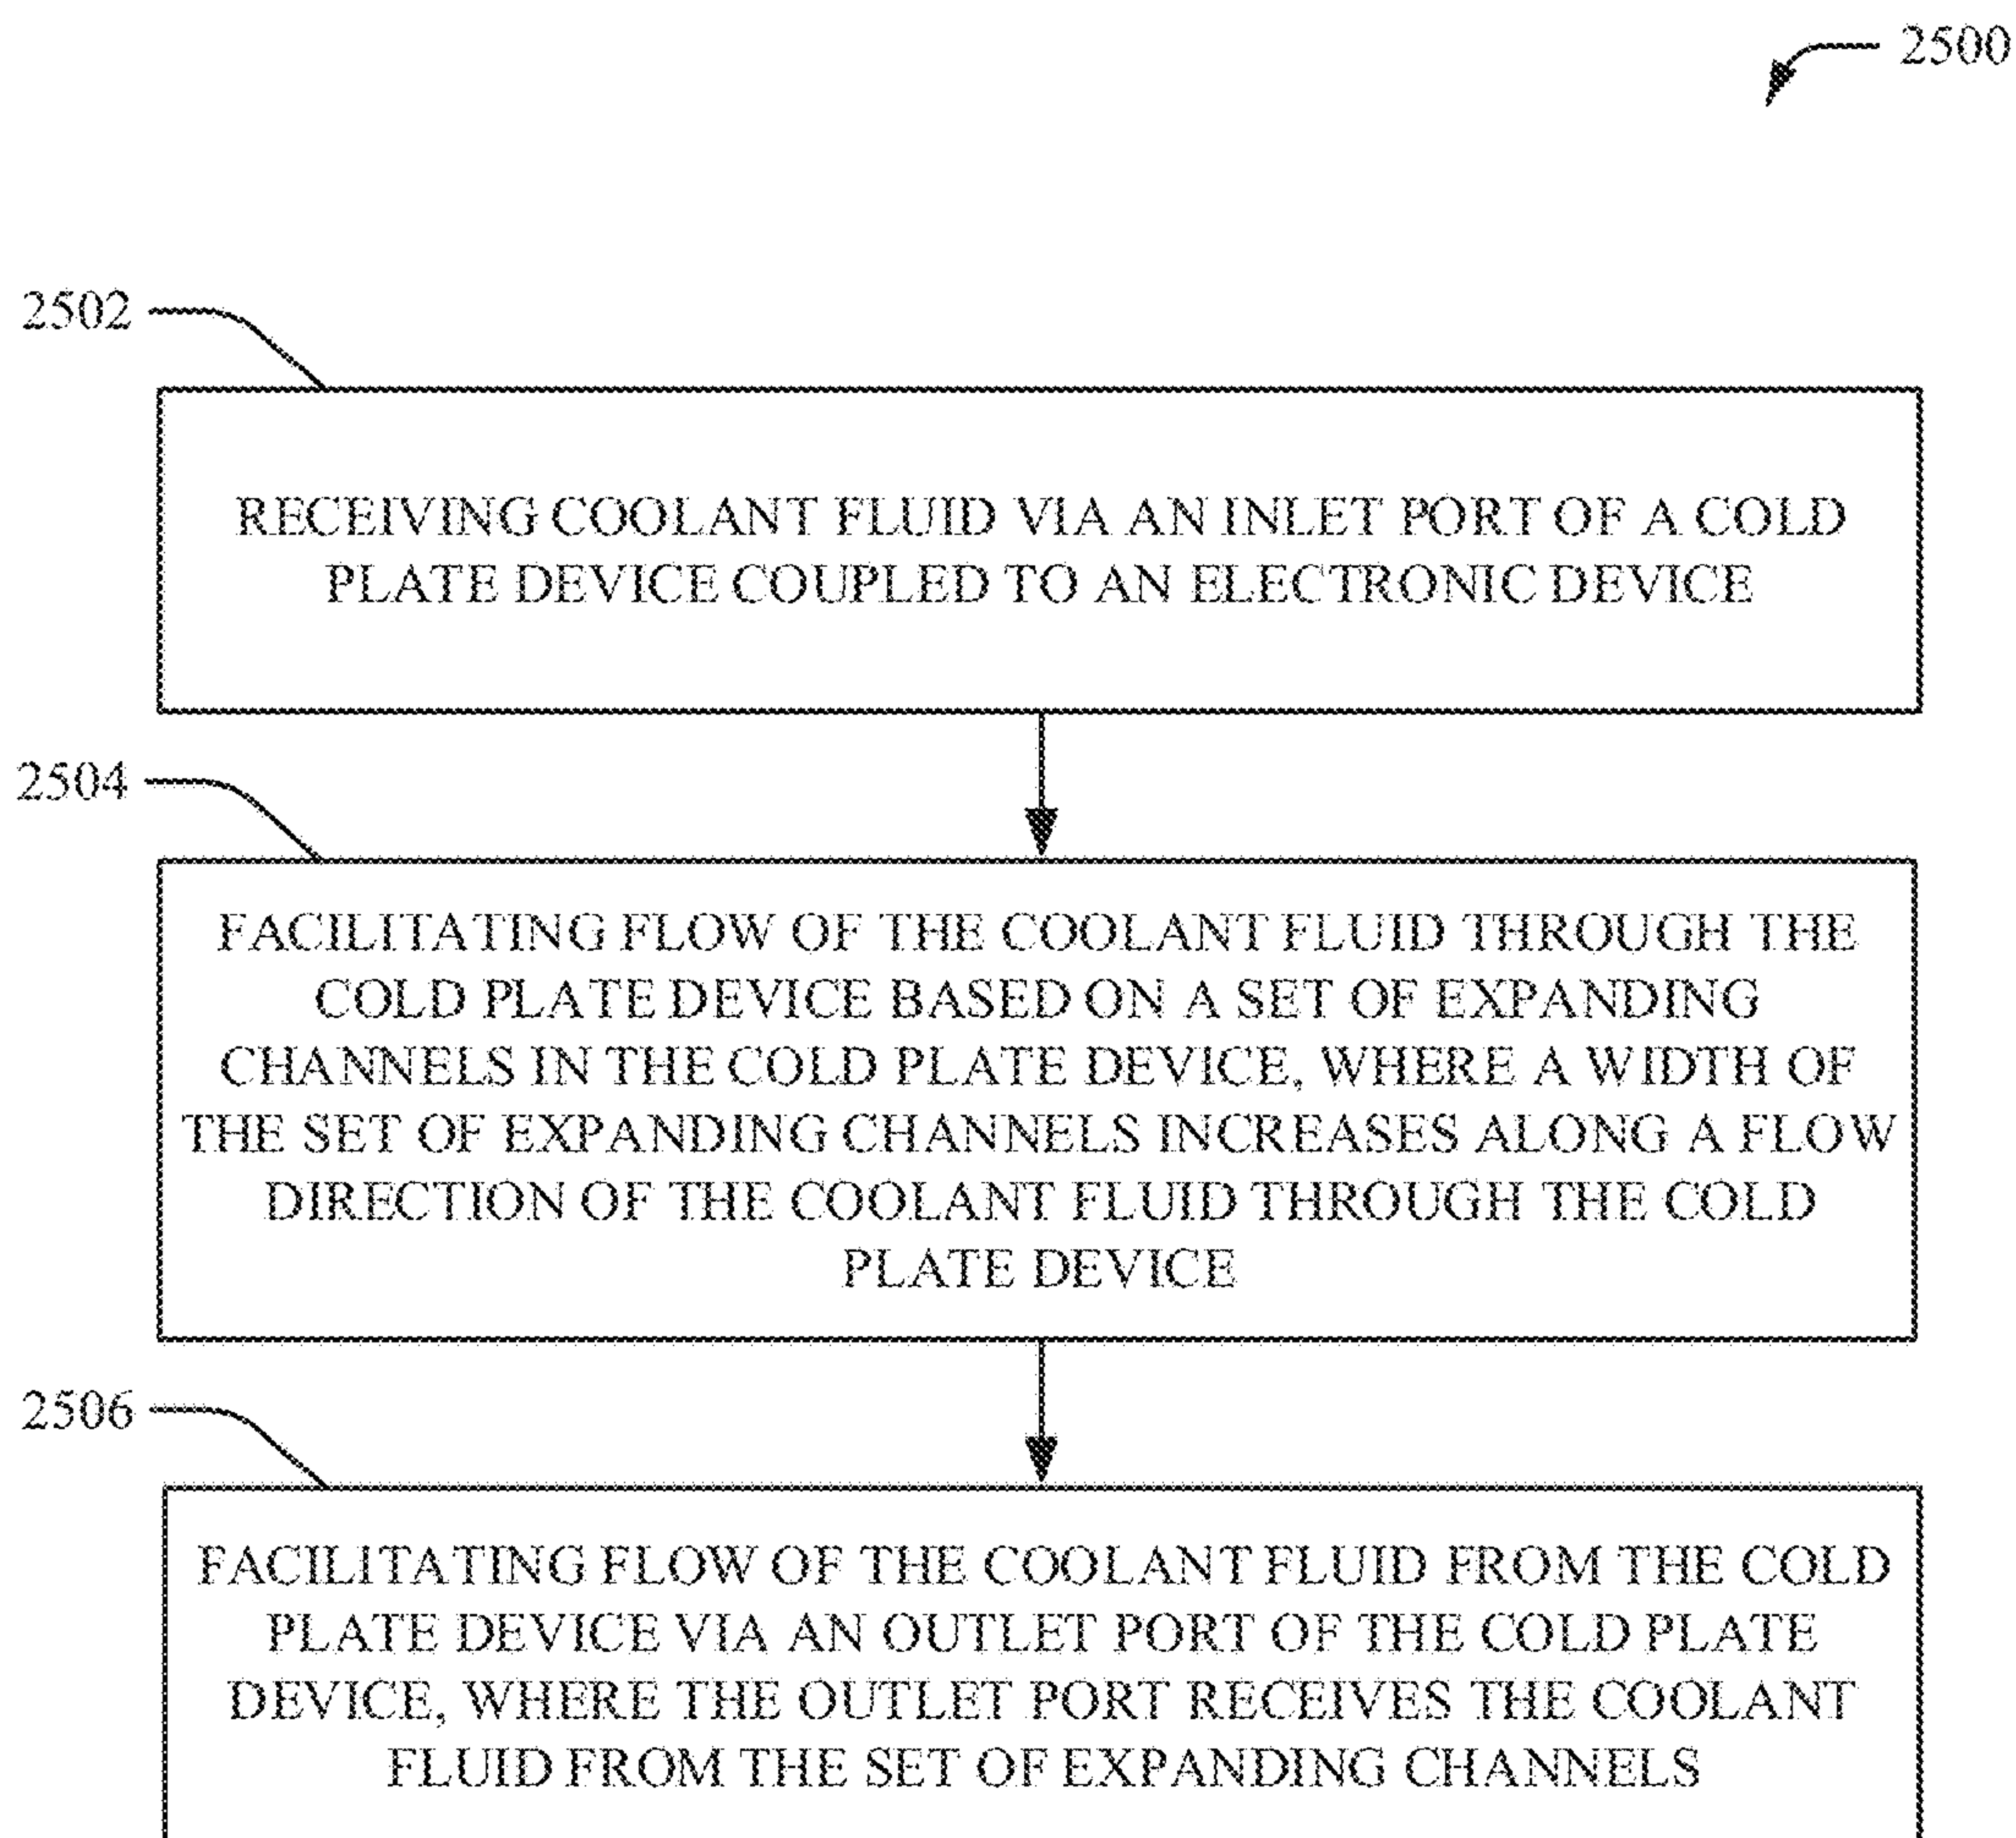 2500
2502
RECEIVING COOLANT FLUID VIA AN INLET PORT OF A COLD
PLATE DEVICE COUPLED TO AN ELECTRONIC DEVICE
2504
FACILITATING FLOW OF THE COOLANT FLUID THROUGH THE
COLD PLATE DEVICE BASED ON A SET OF EXPANDING
CHANNELS IN THE COLD PLATE DEVICE, WHERE A WIDTH OF
THE SET OF EXPANDING CHANNELS INCREASES ALONG A FLOW
DIRECTION OF THE COOLANT FLUID THROUGH THE COLD
PLATE DEVICE
2506
FACILITATING FLOW OF THE COOLANT FLUID FROM THE COLD
PLATE DEVICE VIA AN OUTLET PORT OF THE COLD PLATE
DEVICE, WHERE THE OUTLET PORT RECEIVES THE COOLANT
FLUID FROM THE SET OF EXPANDING CHANNELS